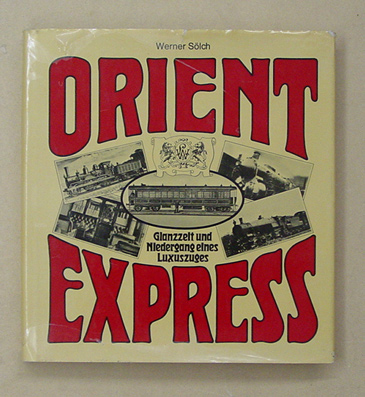 Werner Sölch
ORIENT
Glanzzeit und
Niedergang eines
Luxuszuges
EXPRESS